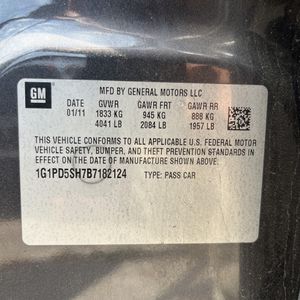 GM
MFD BY GENERAL MOTORS LLC
DATE GVWR GAWR FRT GAWR RR
01/11 1833 KG 945 KG 888 KG
4041 LB 2084 LB 1957 LB
THIS VEHICLE CONFORMS TO ALL APPLICABLE U.S. FEDERAL MOTOR
VEHICLE SAFETY, BUMPER, AND THEFT PREVENTION STANDARDS IN
EFFECT ON THE DATE OF MANUFACTURE SHOWN ABOVE.
1G1PD5SH7B7182124 TYPE: PASS CAR